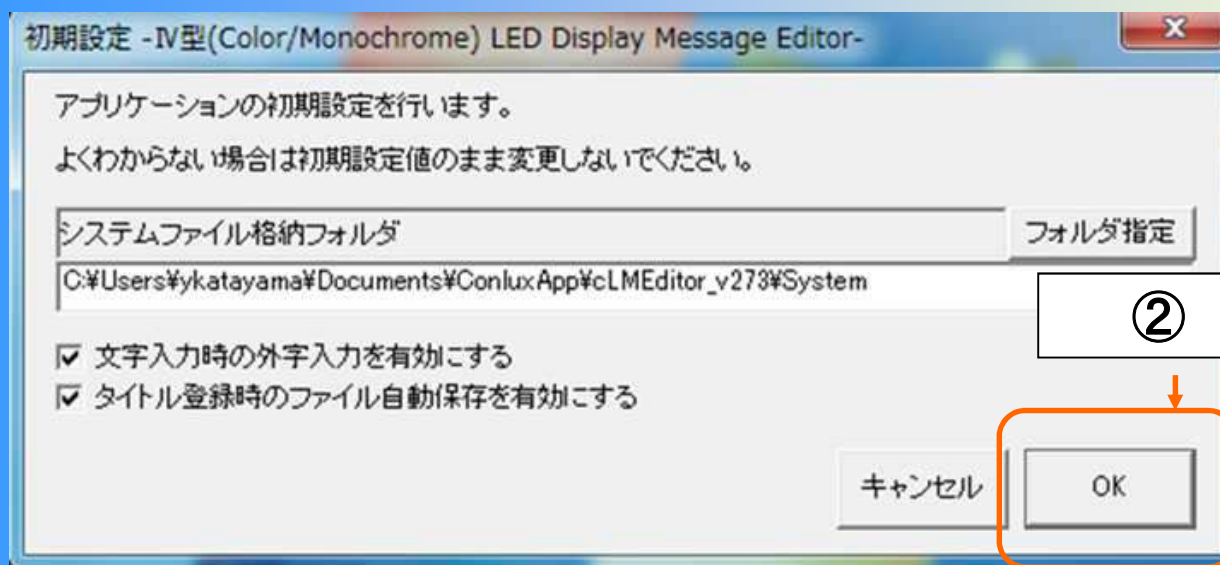 初期設定 -Ⅳ型(Color/Monochrome) LED Display Message Editor-
アプリケーションの初期設定を行います。
よくわからない場合は初期設定値のまま変更しないでください。
システムファイル格納フォルダ
フォルダ指定
C:¥Users¥ykatayama¥Documents¥ConluxApp¥cLMEditor_v273¥System
②
文字入力時の外字入力を有効にする
タイトル登録時のファイル自動保存を有効にする
キャンセル
OK